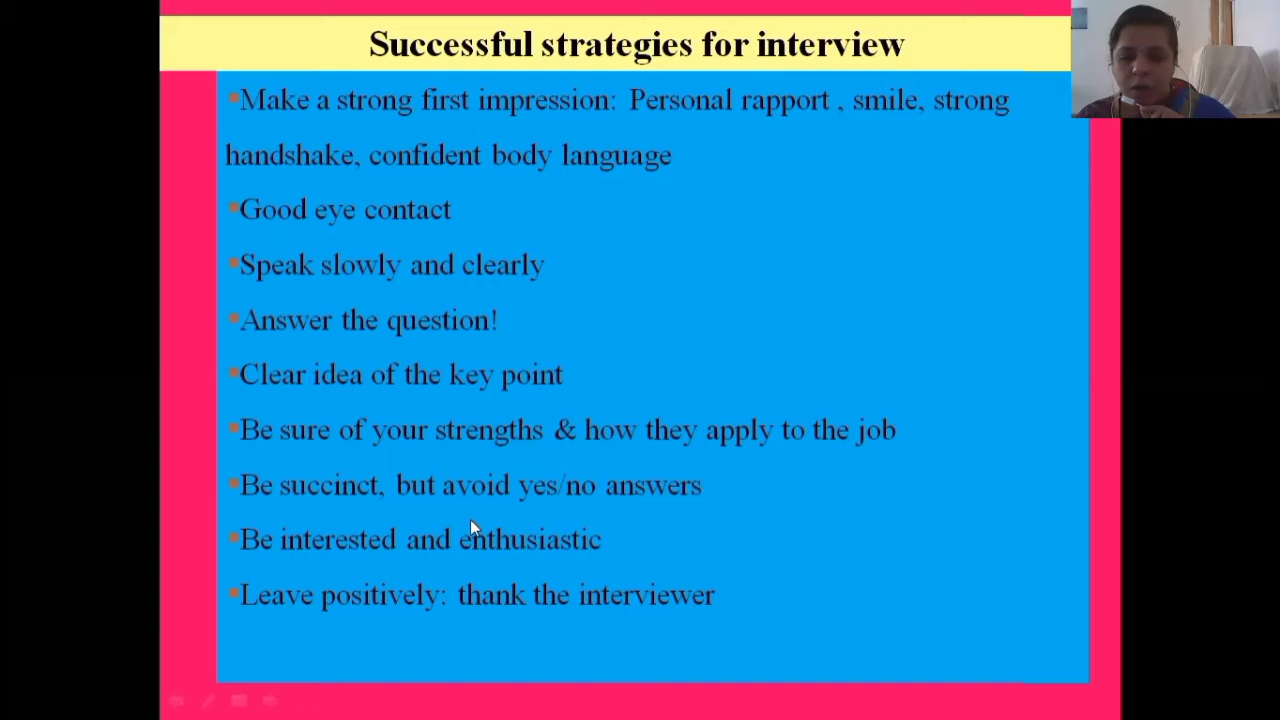 Successful strategies for interview
▪Make a strong first impression: Personal rapport , smile, strong
handshake, confident body language
▪Good eye contact
▪Speak slowly and clearly
▪Answer the question!
▪Clear idea of the key point
▪Be sure of your strengths & how they apply to the job
▪Be succinct, but avoid yes/no answers
▪Be interested and enthusiastic
▪Leave positively: thank the interviewer